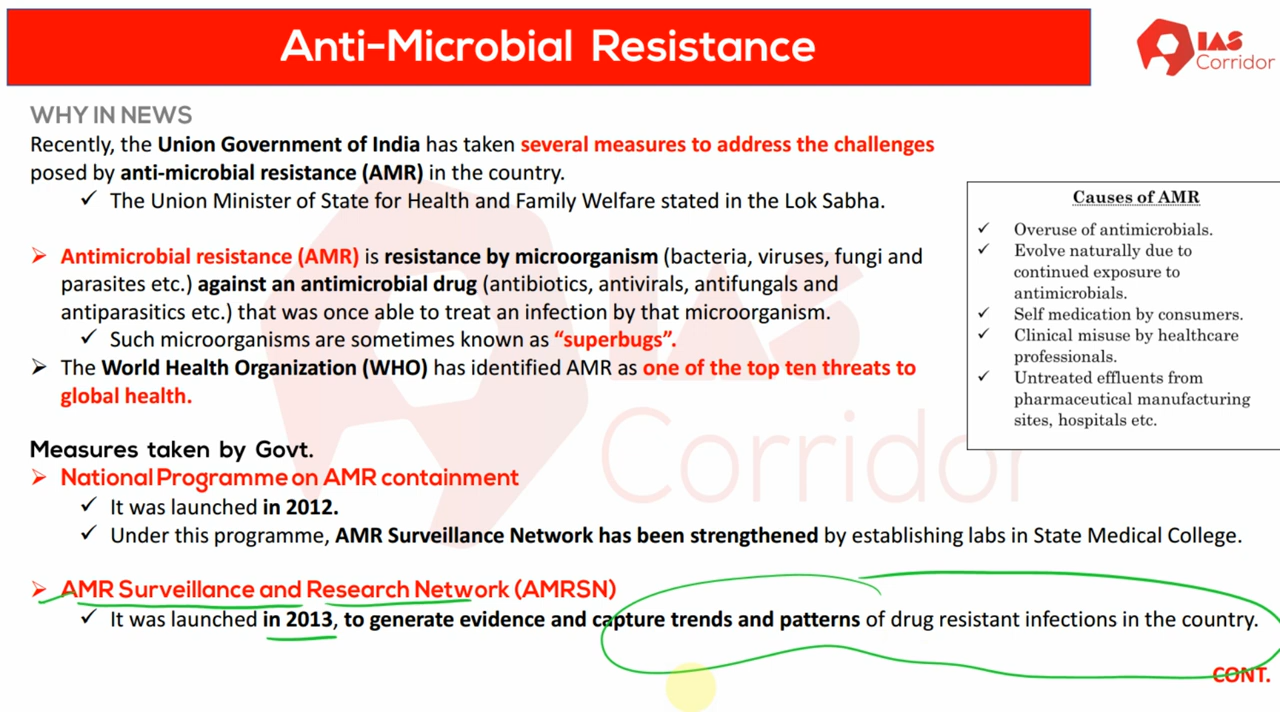 Anti-Microbial Resistance
IAS
Corridor
WHY IN NEWS
Recently, the Union Government of India has taken several measures to address the challenges
posed by anti-microbial resistance (AMR) in the country.
✓ The Union Minister of State for Health and Family Welfare stated in the Lok Sabha.
➢ Antimicrobial resistance (AMR) is resistance by microorganism (bacteria, viruses, fungi and
parasites etc.) against an antimicrobial drug (antibiotics, antivirals, antifungals and
antiparasitics etc.) that was once able to treat an infection by that microorganism.
✓ Such microorganisms are sometimes known as “superbugs”.
➢ The World Health Organization (WHO) has identified AMR as one of the top ten threats to
global health.
Causes of AMR
✓ Overuse of antimicrobials.
✓ Evolve naturally due to
continued exposure to
antimicrobials.
✓ Self medication by consumers.
✓ Clinical misuse by healthcare
professionals.
✓ Untreated effluents from
pharmaceutical manufacturing
sites, hospitals etc.
Measures taken by Govt.
➢ National Programme on AMR containment
✓ It was launched in 2012.
✓ Under this programme, AMR Surveillance Network has been strengthened by establishing labs in State Medical College.
➢ AMR Surveillance and Research Network (AMRSN)
✓ It was launched in 2013, to generate evidence and capture trends and patterns of drug resistant infections in the country.
CONT.
IAS
Corridor